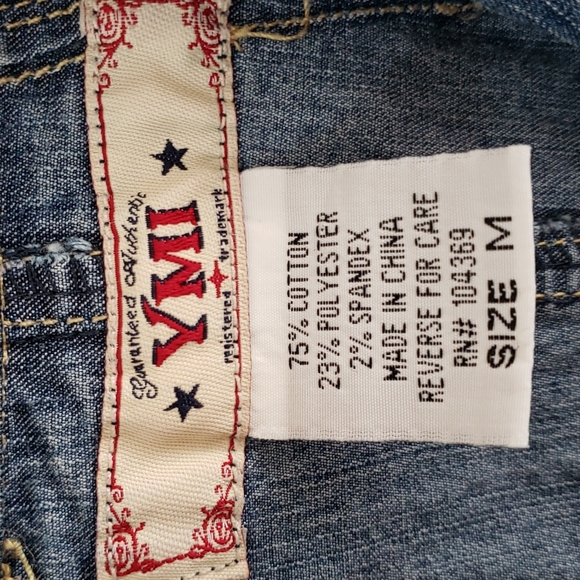 Guaranteed Authentic
YMI
registered trademark
75% COTTON
23% POLYESTER
2% SPANDEX
MADE IN CHINA
REVERSE FOR CARE
RN# 104369
SIZE M